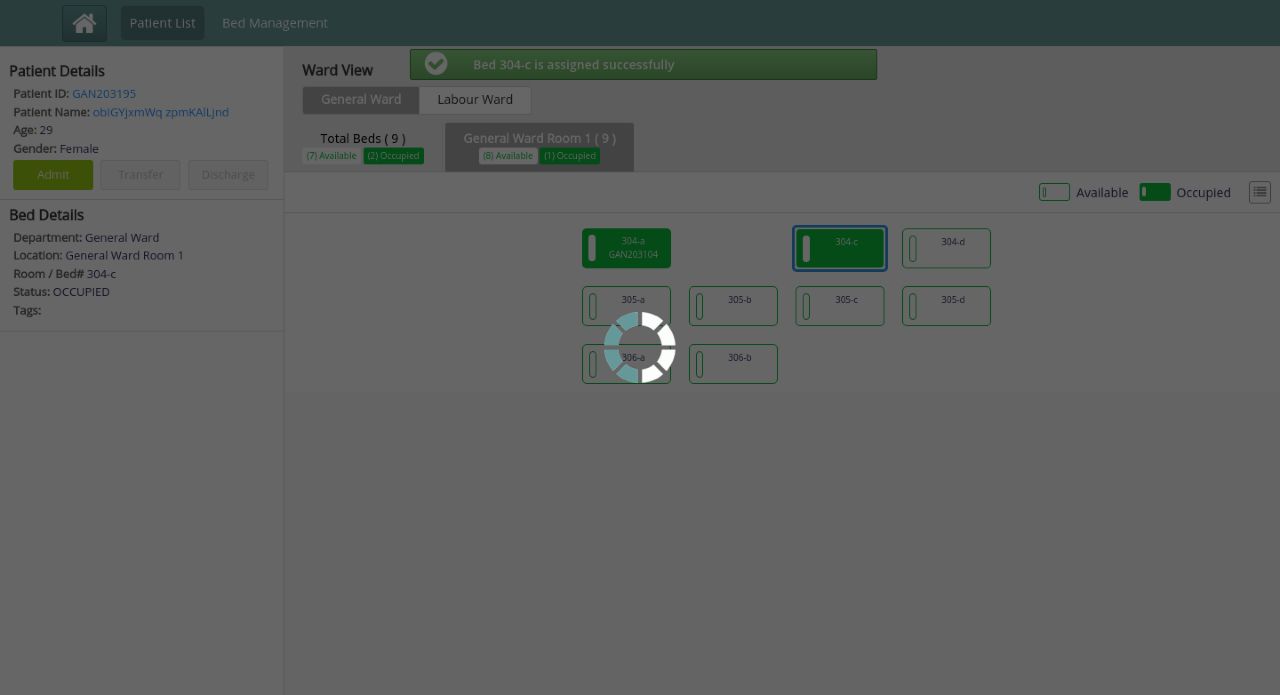 Patient List
Bed Management
Patient Details
Patient ID: GAN203195
Patient Name: obIGYjxmWq zpmKAlLjnd
Age: 29
Gender: Female
Admit
Transfer
Discharge
Bed Details
Department: General Ward
Location: General Ward Room 1
Room / Bed# 304-c
Status: OCCUPIED
Tags:
Ward View
Bed 304-c is assigned successfully
General Ward
Labour Ward
Total Beds ( 9 )
(7) Available (2) Occupied
General Ward Room 1 ( 9 )
(8) Available (1) Occupied
Available
Occupied
304-a
GAN203104
304-c
304-d
305-a
305-b
305-c
305-d
306-a
306-b